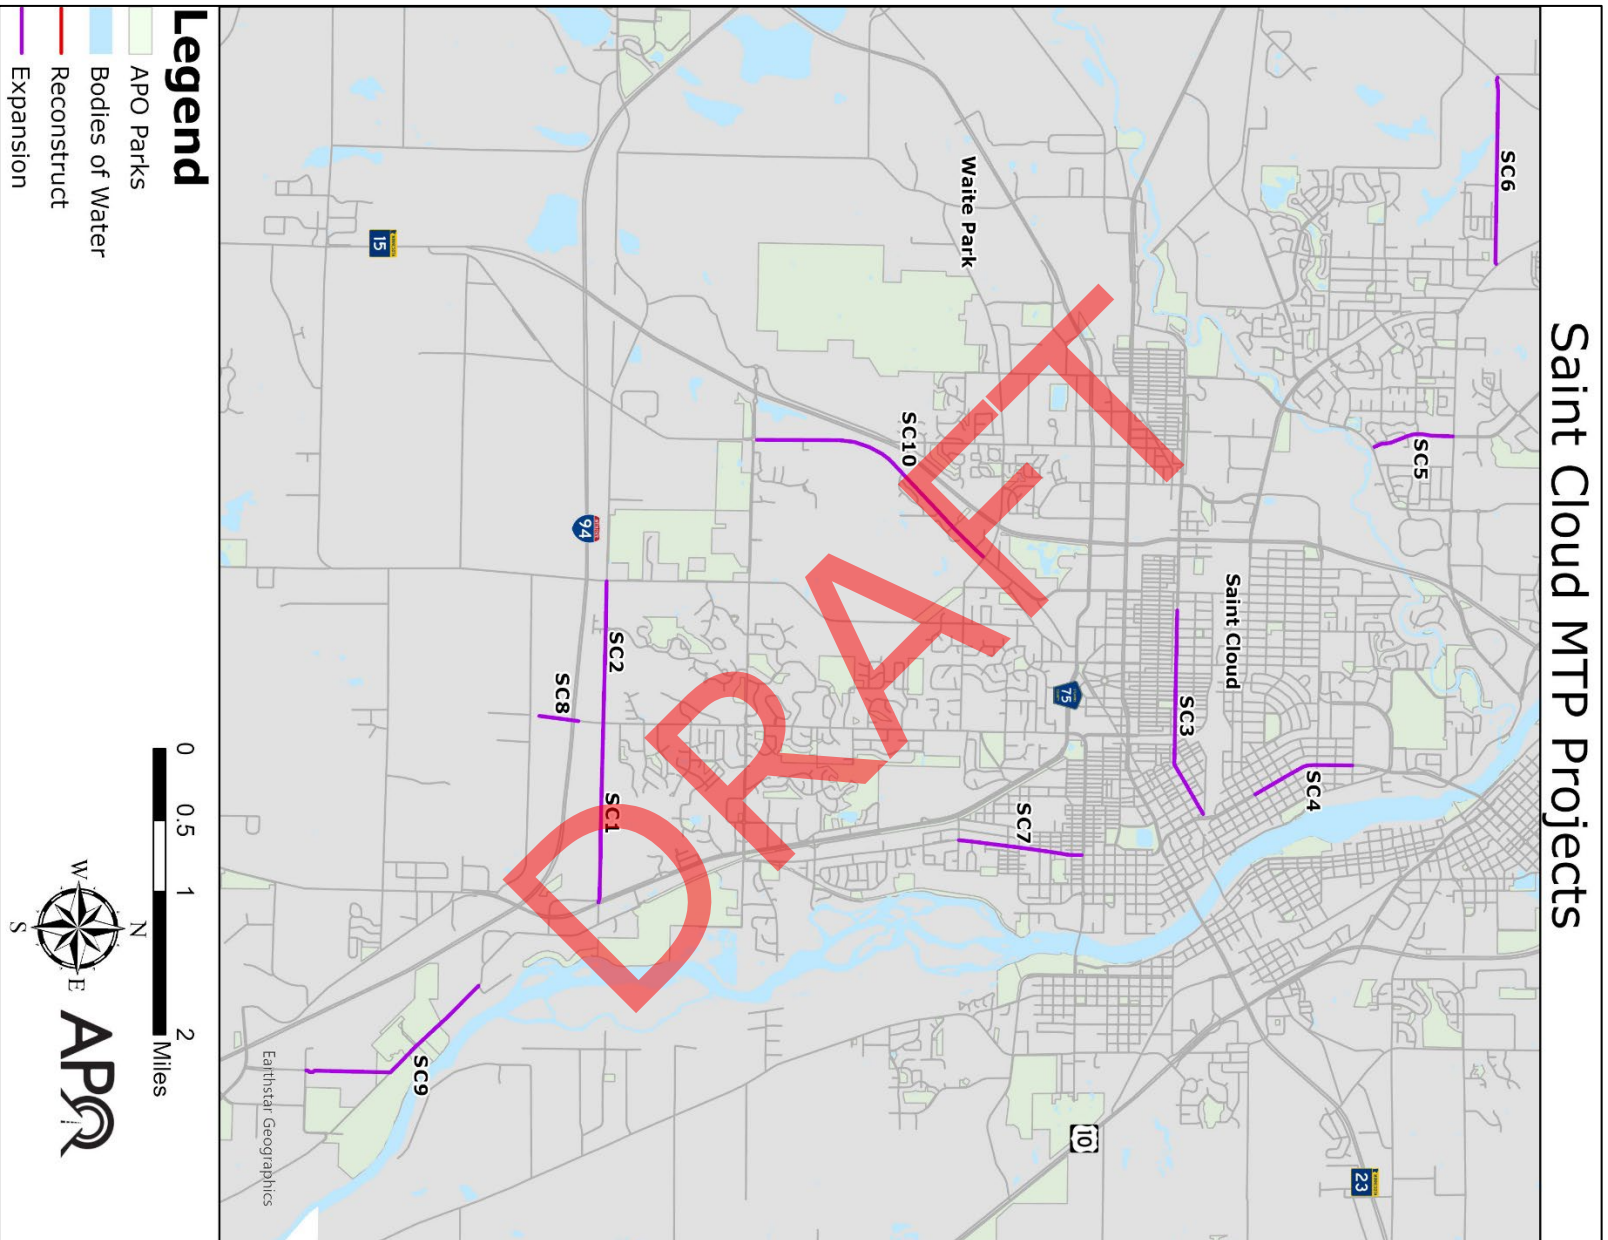 Saint Cloud MTP Projects
SC6
SC5
Waite Park
SC10
Saint Cloud
SC3
SC4
75
SC7
15
94
SC2
SC8
SC1
SC9
10
23
DRAFT
Earthstar Geographics
Legend
APO Parks
Bodies of Water
Reconstruct
Expansion
0 0.5 1 2
Miles
N
W E
S
APO